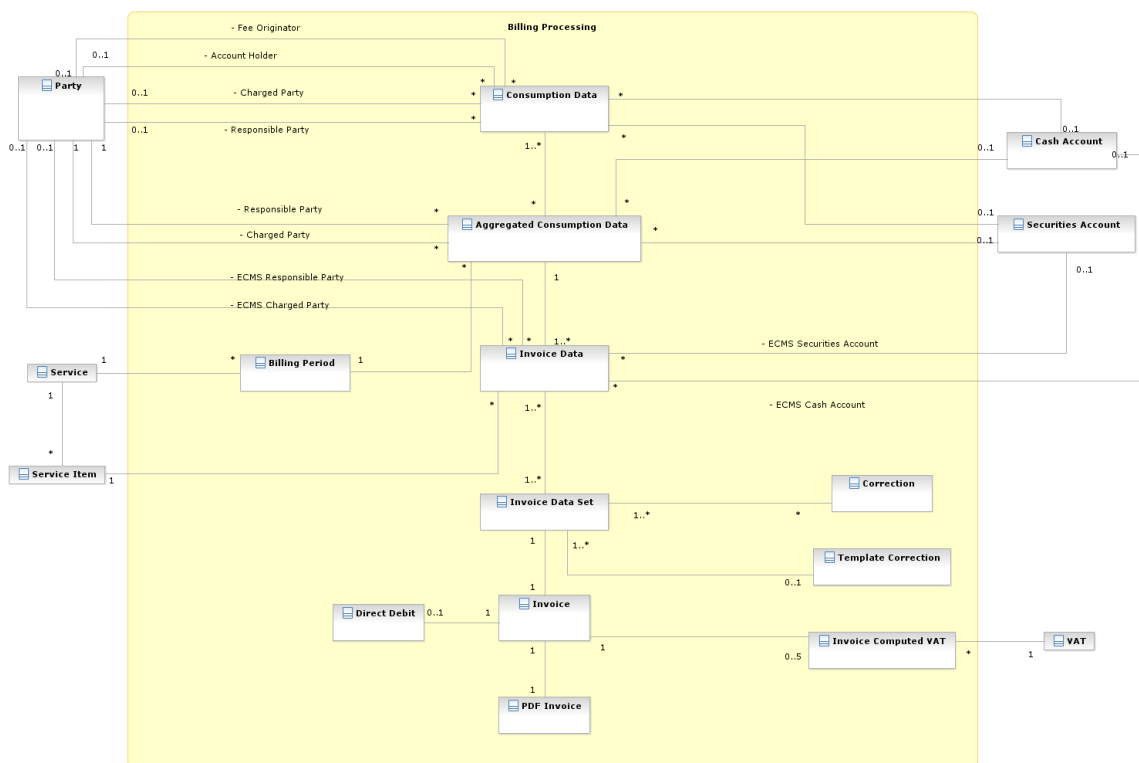 Billing Processing
- Fee Originator
0..1
- Account Holder
0..1
Party
*
*
0..1
- Charged Party
*
Consumption Data
*
*
0..1
- Responsible Party
*
0..1
Cash Account
0..1
0..1
0..1
0..1
1
1
1..*
- Responsible Party
*
*
*
0..1
- Charged Party
Aggregated Consumption Data
*
Securities Account
0..1
*
*
0..1
- ECMS Responsible Party
1
- ECMS Charged Party
*
*
1..*
- ECMS Securities Account
Invoice Data
*
1
Service
*
Billing Period
1
*
1
*
1..*
- ECMS Cash Account
*
Service Item
1
1..*
Correction
Invoice Data Set
1..*
*
1
1..*
Template Correction
0..1
1
Invoice
Direct Debit
0..1
1
1
1
Invoice Computed VAT
0..5
*
VAT
1
1
PDF Invoice